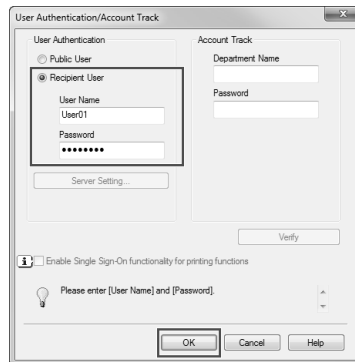 User Authentication/Account Track
User Authentication
Public User
Recipient User
User Name
User01
Password
●●●●●●●●
Server Setting...
Account Track
Department Name
Password
Verify
Enable Single Sign-On functionality for printing functions
Please enter [User Name] and [Password].
OK
Cancel
Help